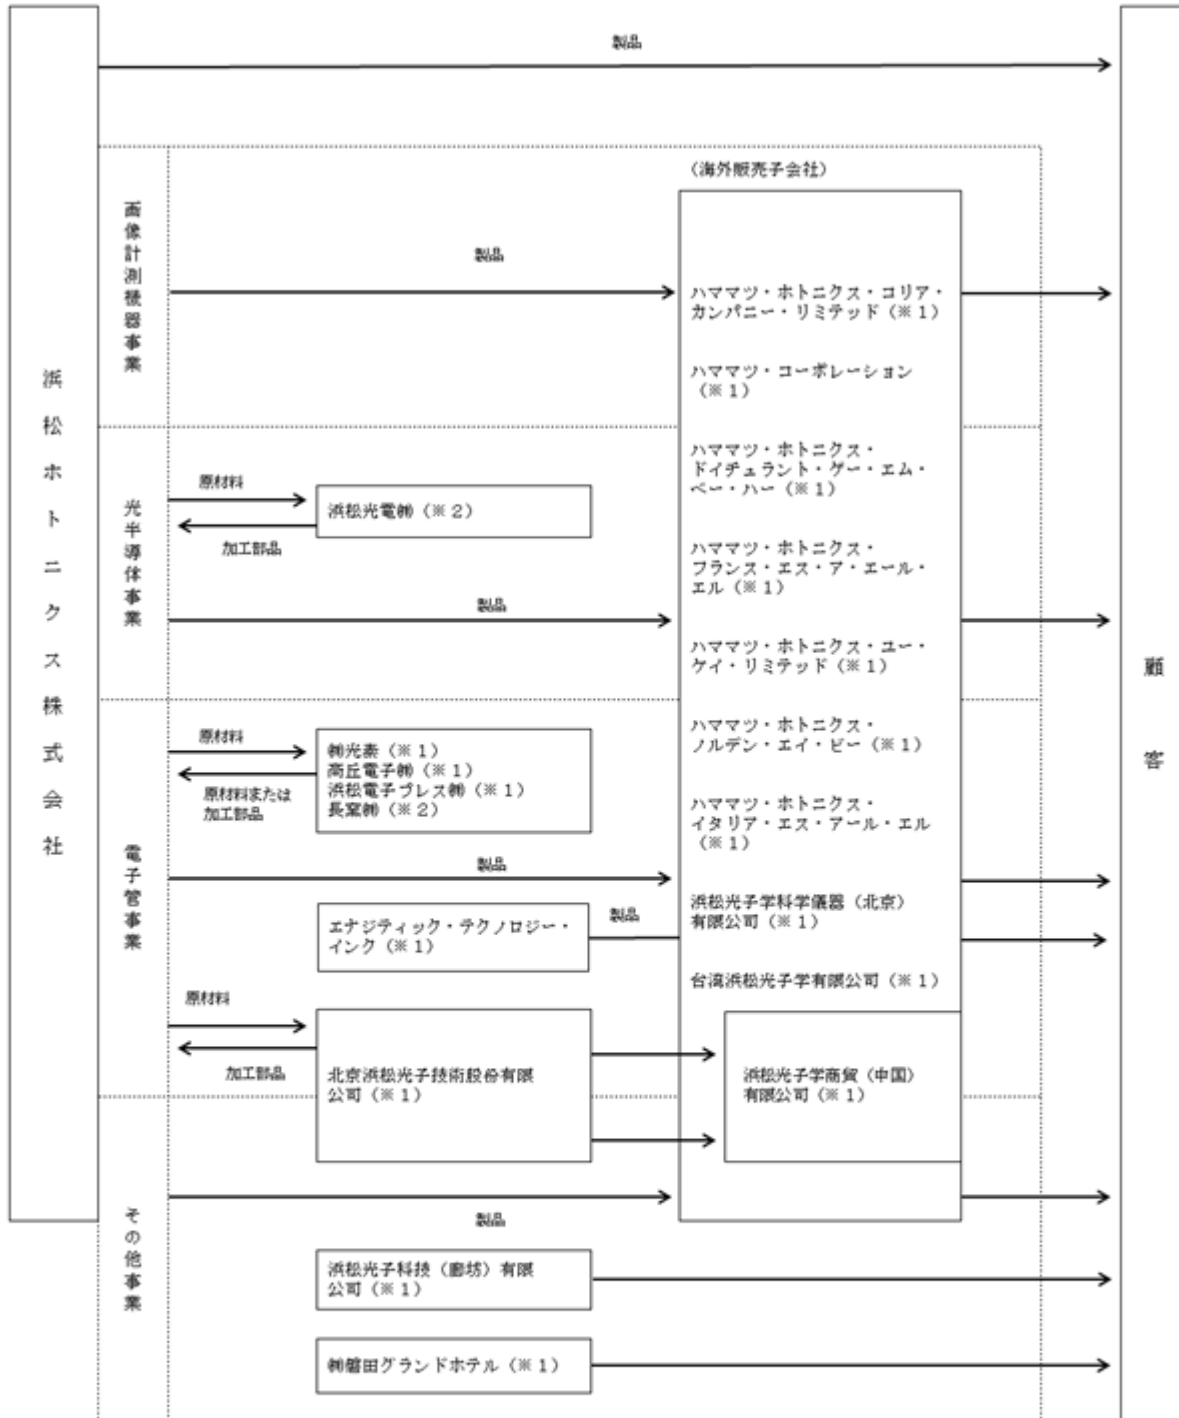 製品
浜松ホトニクス株式会社
顧客
(海外販売子会社)
画像計測機器事業
製品
ハママツ・ホトニクス・コリア・
カンパニー・リミテッド(※1)
ハママツ・コーポレーション
(※1)
ハママツ・ホトニクス・
ドイチュラント・ゲー・エム・
ベー・ハー(※1)
ハママツ・ホトニクス・
フランス・エス・ア・エール・
エル(※1)
ハママツ・ホトニクス・ユー・
ケイ・リミテッド(※1)
ハママツ・ホトニクス・
ノルデン・エイ・ビー(※1)
ハママツ・ホトニクス・
イタリア・エス・アール・エル
(※1)
浜松光子学科学儀器(北京)
有限公司(※1)
台湾浜松光子学有限公司(※1)
浜松光子学商貿(中国)
有限公司(※1)
光半導体事業
原材料
浜松光電㈱(※2)
加工部品
製品
電子管事業
原材料
㈱光素(※1)
高丘電子㈱(※1)
浜松電子プレス㈱(※1)
長窯㈱(※2)
原材料または
加工部品
製品
エナジティック・テクノロジー・
インク(※1)
製品
原材料
加工部品
北京浜松光子技術股份有限
公司(※1)
その他事業
製品
浜松光子科技(廊坊)有限
公司(※1)
㈱磐田グランドホテル(※1)